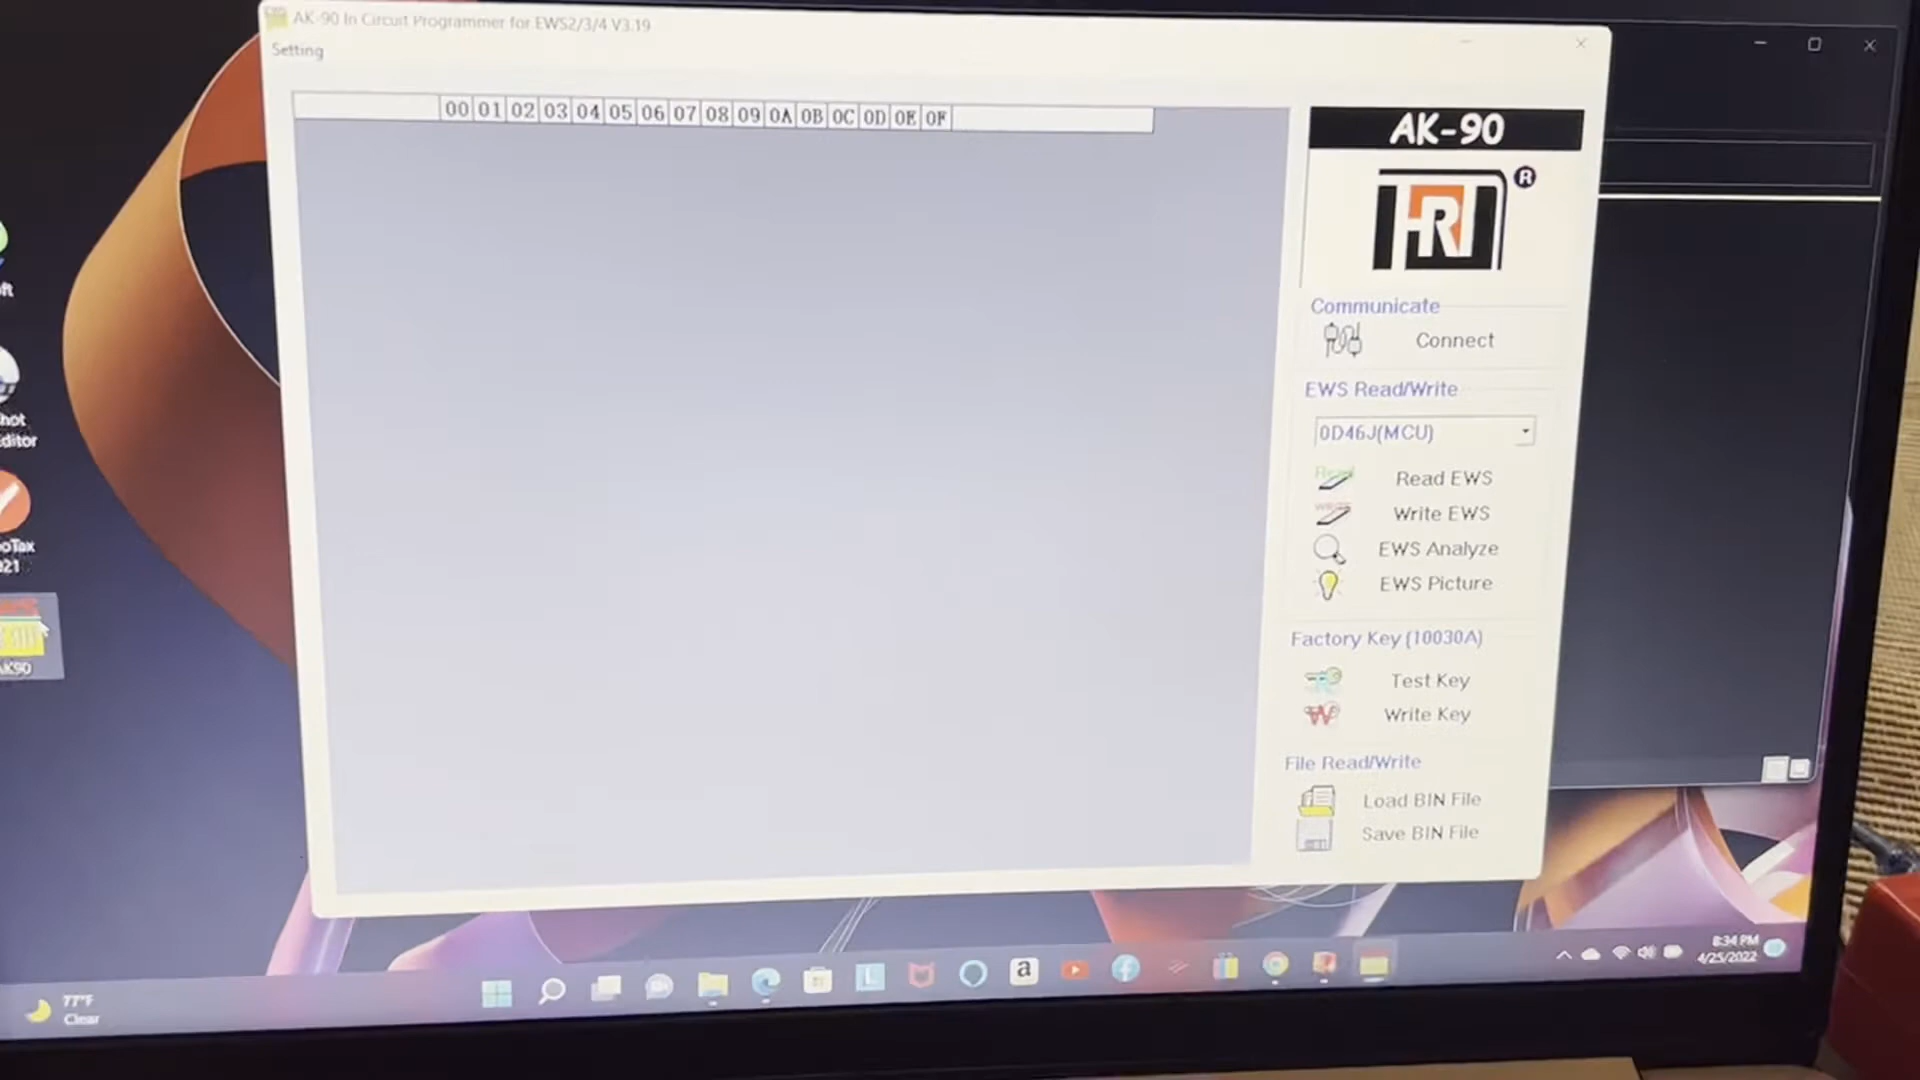 AK-90 In Circuit Programmer for EWS2/3/4 V3.19
Setting
00 01 02 03 04 05 06 07 08 09 0A 0B 0C 0D 0E 0F
AK-90
HRT
R
Communicate
Connect
EWS Read/Write
0D46J(MCU)
Read EWS
Write EWS
EWS Analyze
EWS Picture
Factory Key (10030A)
Test Key
Write Key
File Read/Write
Load BIN File
Save BIN File
AK90
77°F
Clear
8:34 PM
4/25/2022